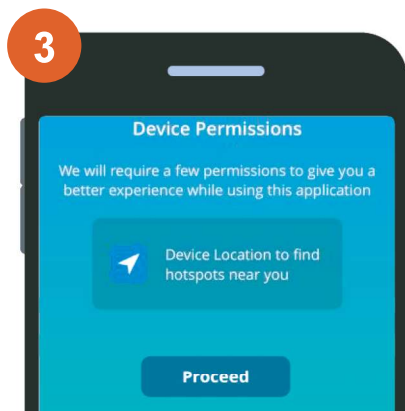 3
Device Permissions
We will require a few permissions to give you a
better experience while using this application
Device Location to find
hotspots near you
Proceed